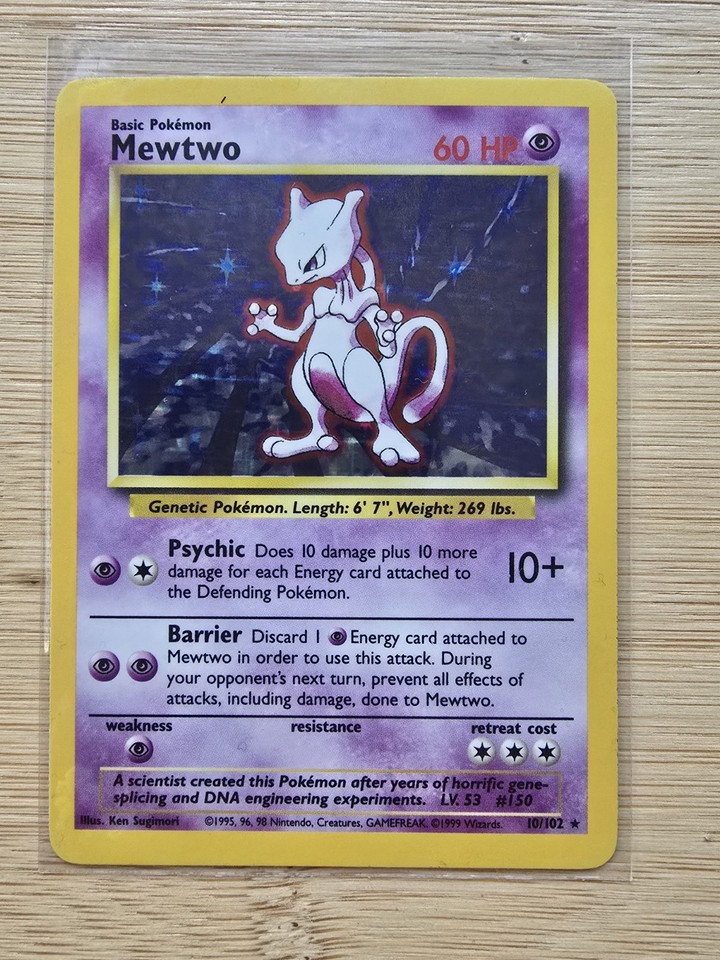 Basic Pokémon
Mewtwo
60 HP
Genetic Pokémon. Length: 6' 7", Weight: 269 lbs.
Psychic Does 10 damage plus 10 more
damage for each Energy card attached to
the Defending Pokémon.
10+
Barrier Discard 1 Energy card attached to
Mewtwo in order to use this attack. During
your opponent's next turn, prevent all effects of
attacks, including damage, done to Mewtwo.
weakness
resistance
retreat cost
A scientist created this Pokémon after years of horrific gene-
splicing and DNA engineering experiments. LV. 53 #150
Illus. Ken Sugimori
©1995, 96, 98 Nintendo, Creatures, GAMEFREAK. ©1999 Wizards.
10/102 ★